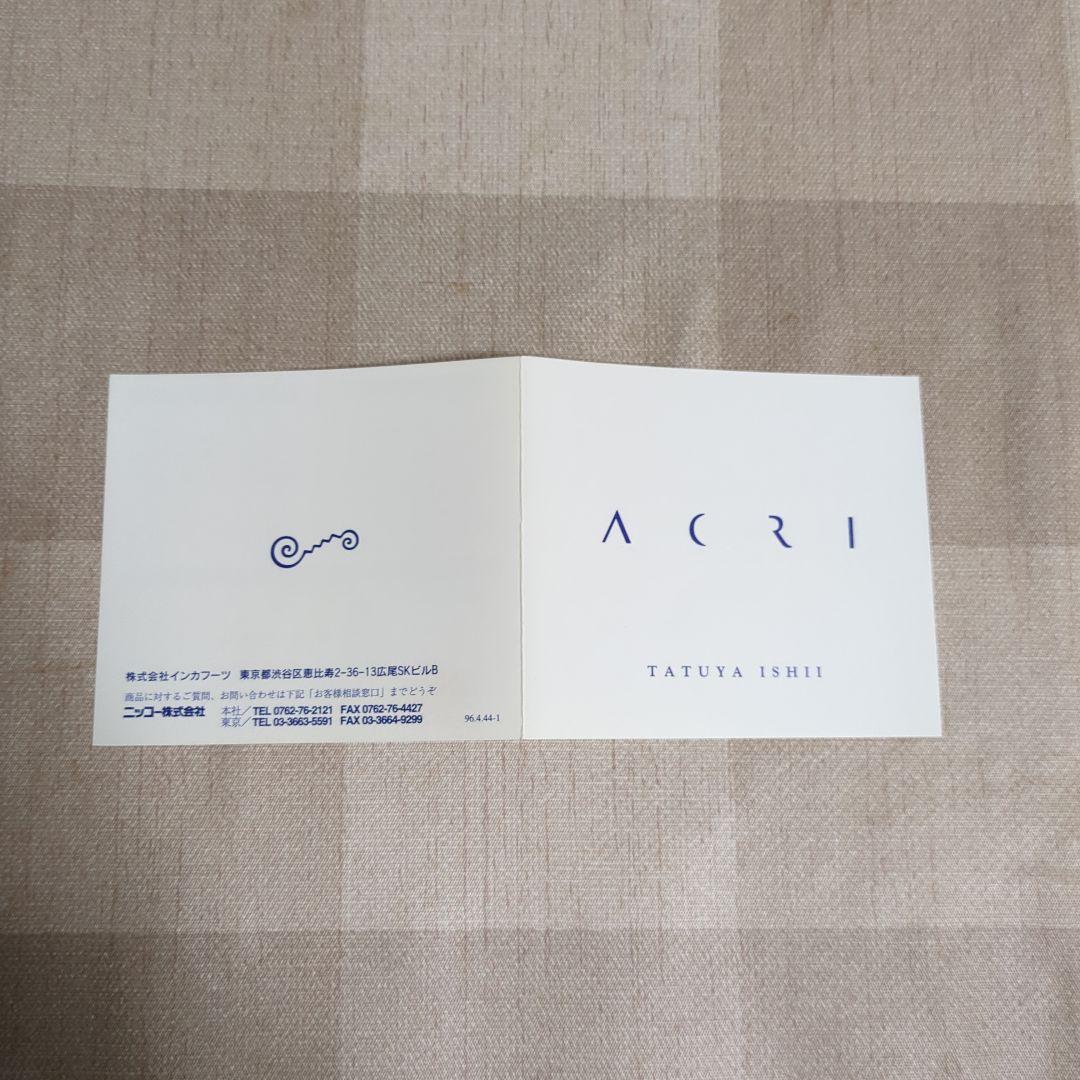 株式会社インカフーツ 東京都渋谷区恵比寿2-36-13広尾SKビルB
商品に対するご質問、お問い合わせは下記「お客様相談窓口」までどうぞ
ニッコー株式会社 本社／TEL 0762-76-2121 FAX 0762-76-4427
東京／TEL 03-3663-5591 FAX 03-3664-9299
96.4.44-1
ACRI
TATUYA ISHII